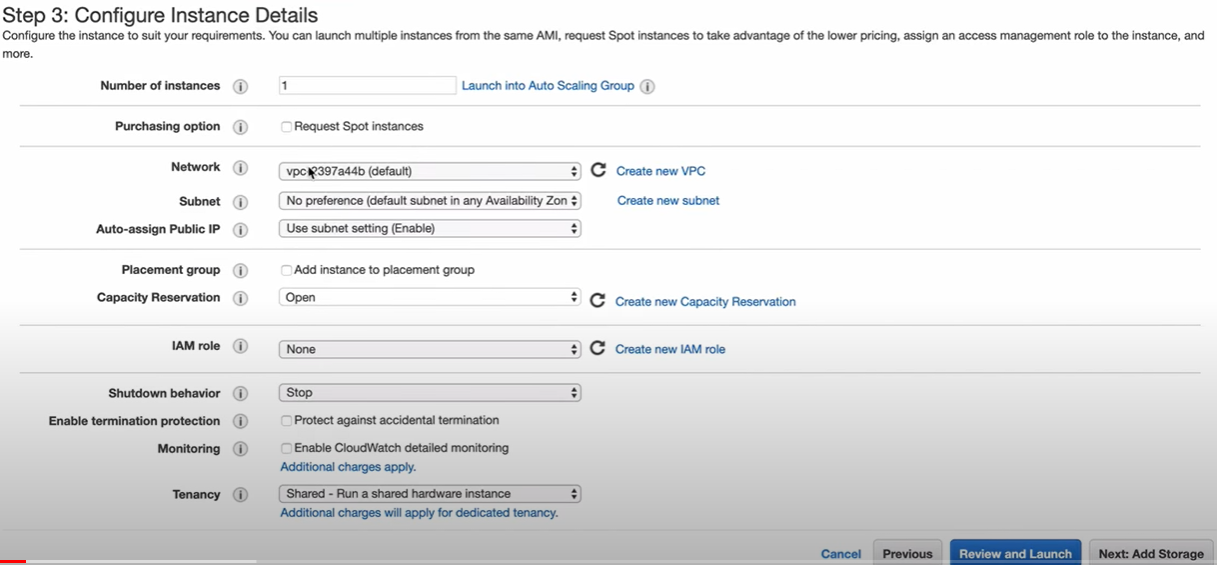 Step 3: Configure Instance Details
Configure the instance to suit your requirements. You can launch multiple instances from the same AMI, request Spot instances to take advantage of the lower pricing, assign an access management role to the instance, and
more.
Number of instances i 1 Launch into Auto Scaling Group i
Purchasing option i Request Spot instances
Network i (default) Create new VPC
Subnet i No preference (default subnet in any Availability Zon Create new subnet
Auto-assign Public IP i Use subnet setting (Enable)
Placement group i Add instance to placement group
Capacity Reservation i Open Create new Capacity Reservation
IAM role i None Create new IAM role
Shutdown behavior i Stop
Enable termination protection i Protect against accidental termination
Monitoring i Enable CloudWatch detailed monitoring
Additional charges apply.
Tenancy i Shared - Run a shared hardware instance
Additional charges will apply for dedicated tenancy.
Cancel Previous Review and Launch Next: Add Storage